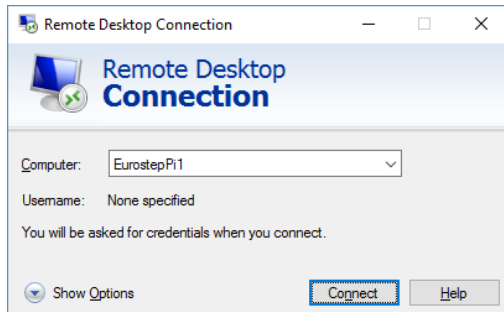 Remote Desktop Connection
Remote Desktop
Connection
Computer: EurostepPi1
Username: None specified
You will be asked for credentials when you connect.
Show Options Connect Help